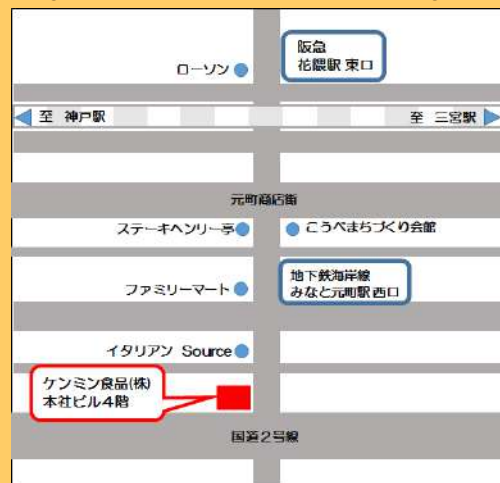 阪急
花隈駅 東口
ローソン
至 神戸駅
至 三宮駅
元町商店街
ステーキヘンリー亭
こうべまちづくり会館
地下鉄海岸線
みなと元町駅 西口
ファミリーマート
イタリアン Source
ケンミン食品(株)
本社ビル4階
国道2号線